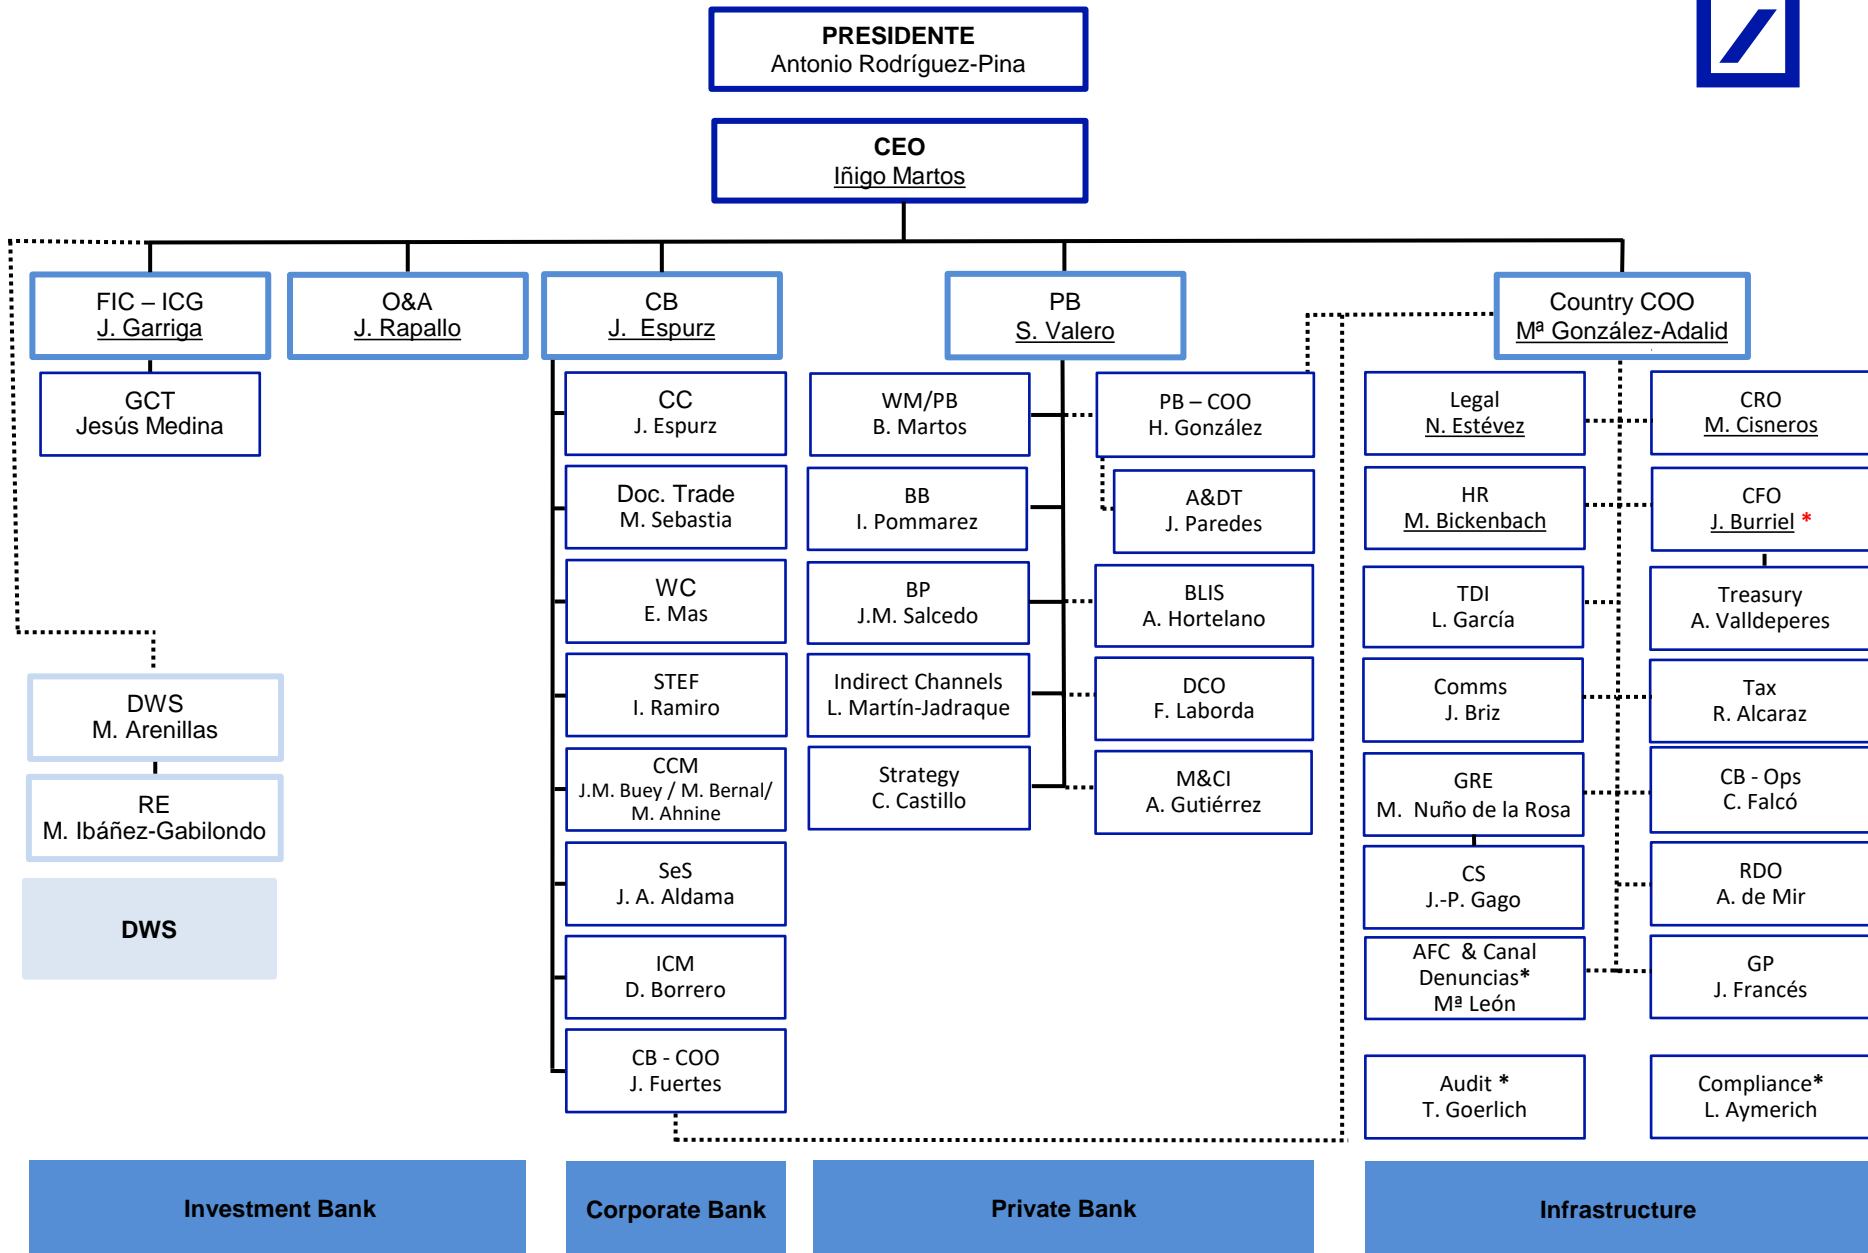 PRESIDENTE
Antonio Rodríguez-Pina
CEO
Iñigo Martos
FIC – ICG
J. Garriga
O&A
J. Rapallo
CB
J. Espurz
PB
S. Valero
Country COO
Mª González-Adalid
GCT
Jesús Medina
DWS
M. Arenillas
RE
M. Ibáñez-Gabilondo
DWS
CC
J. Espurz
Doc. Trade
M. Sebastia
WC
E. Mas
STEF
I. Ramiro
CCM
J.M. Buey / M. Bernal/
M. Ahnine
SeS
J. A. Aldama
ICM
D. Borrero
CB - COO
J. Fuertes
WM/PB
B. Martos
BB
I. Pommarez
BP
J.M. Salcedo
Indirect Channels
L. Martín-Jadraque
Strategy
C. Castillo
PB – COO
H. González
A&DT
J. Paredes
BLIS
A. Hortelano
DCO
F. Laborda
M&CI
A. Gutiérrez
Legal
N. Estévez
HR
M. Bickenbach
TDI
L. García
Comms
J. Briz
GRE
M. Nuño de la Rosa
CS
J.-P. Gago
AFC & Canal
Denuncias*
Mª León
Audit *
T. Goerlich
CRO
M. Cisneros
CFO
J. Burriel *
Treasury
A. Valldeperes
Tax
R. Alcaraz
CB - Ops
C. Falcó
RDO
A. de Mir
GP
J. Francés
Compliance*
L. Aymerich
Investment Bank
Corporate Bank
Private Bank
Infrastructure